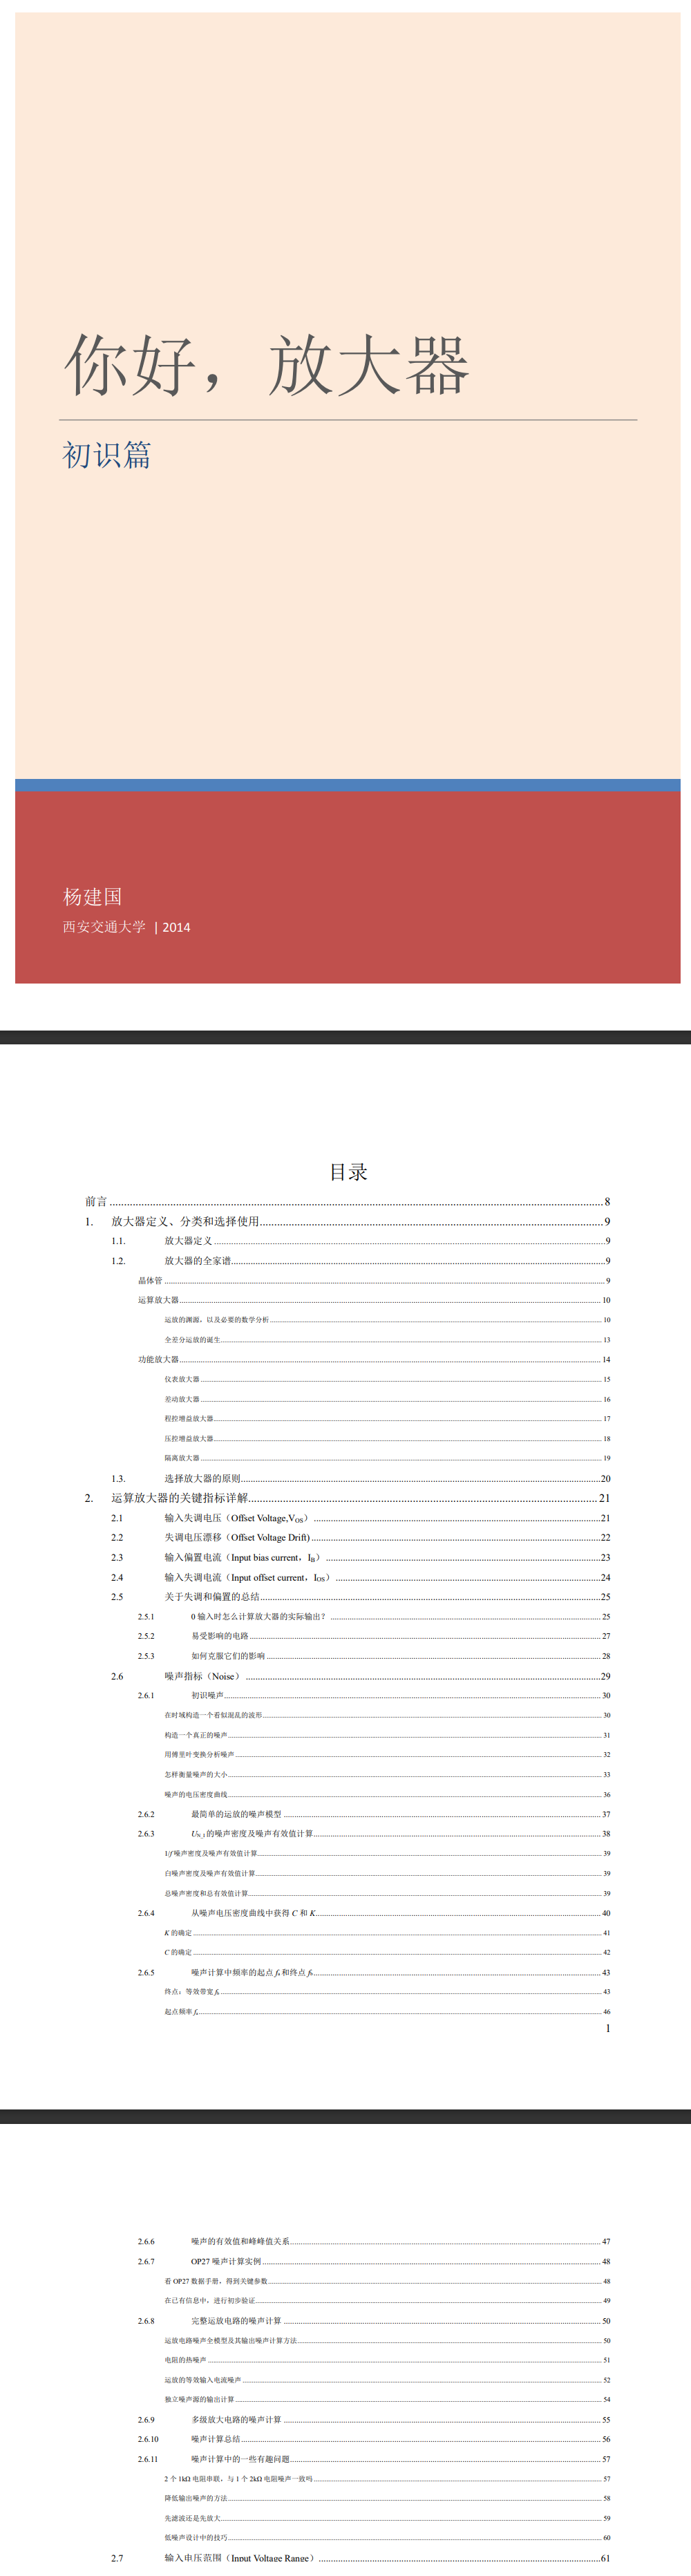 你好，放大器
初识篇
杨建国
西安交通大学 | 2014
目录
前言 8
1. 放大器定义、分类和选择使用 9
1.1. 放大器定义 9
1.2. 放大器的全家谱 9
晶体管 9
运算放大器 10
运放的渊源，以及必要的数学分析 10
全差分运放的诞生 13
功能放大器 14
仪表放大器 15
差动放大器 16
程控增益放大器 17
压控增益放大器 18
隔离放大器 19
1.3. 选择放大器的原则 20
2. 运算放大器的关键指标详解 21
2.1 输入失调电压（Offset Voltage,VOS） 21
2.2 失调电压漂移（Offset Voltage Drift) 22
2.3 输入偏置电流（Input bias current，IB） 23
2.4 输入失调电流（Input offset current，IOS） 24
2.5 关于失调和偏置的总结 25
2.5.1 0 输入时怎么计算放大器的实际输出？ 25
2.5.2 易受影响的电路 27
2.5.3 如何克服它们的影响 28
2.6 噪声指标（Noise） 29
2.6.1 初识噪声 30
在时域构造一个看似混乱的波形 30
构造一个真正的噪声 31
用傅里叶变换分析噪声 32
怎样衡量噪声的大小 33
噪声的电压密度曲线 36
2.6.2 最简单的运放的噪声模型 37
2.6.3 UN_I 的噪声密度及噪声有效值计算 38
1/f 噪声密度及噪声有效值计算 39
白噪声密度及噪声有效值计算 39
总噪声密度和总有效值计算 39
2.6.4 从噪声电压密度曲线中获得 C 和 K 40
K 的确定 41
C 的确定 42
2.6.5 噪声计算中频率的起点 fa 和终点 fb 43
终点：等效带宽 fb 43
起点频率 fa 46
1
2.6.6 噪声的有效值和峰峰值关系 47
2.6.7 OP27 噪声计算实例 48
看 OP27 数据手册，得到关键参数 48
在已有信息中，进行初步验证 49
2.6.8 完整运放电路的噪声计算 50
运放电路噪声全模型及其输出噪声计算方法 50
电阻的热噪声 51
运放的等效输入电流噪声 52
独立噪声源的输出计算 54
2.6.9 多级放大电路的噪声计算 55
2.6.10 噪声计算总结 56
2.6.11 噪声计算中的一些有趣问题 57
2 个 1kΩ 电阻串联，与 1 个 2kΩ 电阻噪声一致吗 57
降低输出噪声的方法 58
先滤波还是先放大 59
低噪声设计中的技巧 60
2.7 输入电压范围（Input Voltage Range） 61